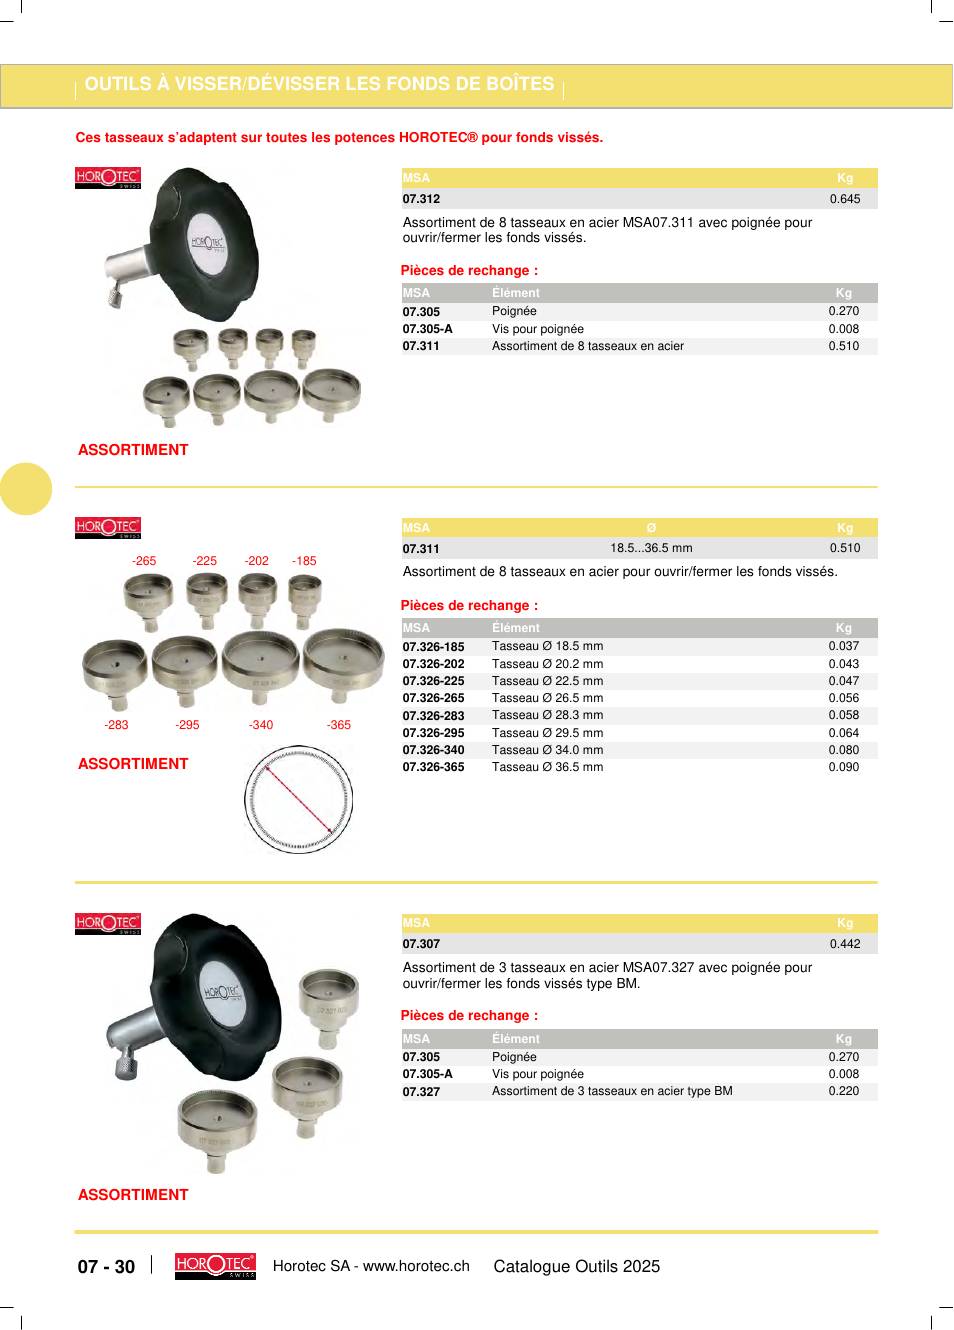 OUTILS À VISSER/DÉVISSER LES FONDS DE BOÎTES
Ces tasseaux s'adaptent sur toutes les potences HOROTEC® pour fonds vissés.
HOROTEC®
SWISS
HOROTEC®
ASSORTIMENT
MSA Kg
07.312 0.645
Assortiment de 8 tasseaux en acier MSA07.311 avec poignée pour
ouvrir/fermer les fonds vissés.
Pièces de rechange :
MSA Élément Kg
07.305 Poignée 0.270
07.305-A Vis pour poignée 0.008
07.311 Assortiment de 8 tasseaux en acier 0.510
HOROTEC®
SWISS
-265 -225 -202 -185
-283 -295 -340 -365
ASSORTIMENT
MSA Ø Kg
07.311 18.5...36.5 mm 0.510
Assortiment de 8 tasseaux en acier pour ouvrir/fermer les fonds vissés.
Pièces de rechange :
MSA Élément Kg
07.326-185 Tasseau Ø 18.5 mm 0.037
07.326-202 Tasseau Ø 20.2 mm 0.043
07.326-225 Tasseau Ø 22.5 mm 0.047
07.326-265 Tasseau Ø 26.5 mm 0.056
07.326-283 Tasseau Ø 28.3 mm 0.058
07.326-295 Tasseau Ø 29.5 mm 0.064
07.326-340 Tasseau Ø 34.0 mm 0.080
07.326-365 Tasseau Ø 36.5 mm 0.090
HOROTEC®
SWISS
HOROTEC®
ASSORTIMENT
MSA Kg
07.307 0.442
Assortiment de 3 tasseaux en acier MSA07.327 avec poignée pour
ouvrir/fermer les fonds vissés type BM.
Pièces de rechange :
MSA Élément Kg
07.305 Poignée 0.270
07.305-A Vis pour poignée 0.008
07.327 Assortiment de 3 tasseaux en acier type BM 0.220
07 - 30
HOROTEC®
SWISS
Horotec SA - www.horotec.ch Catalogue Outils 2025